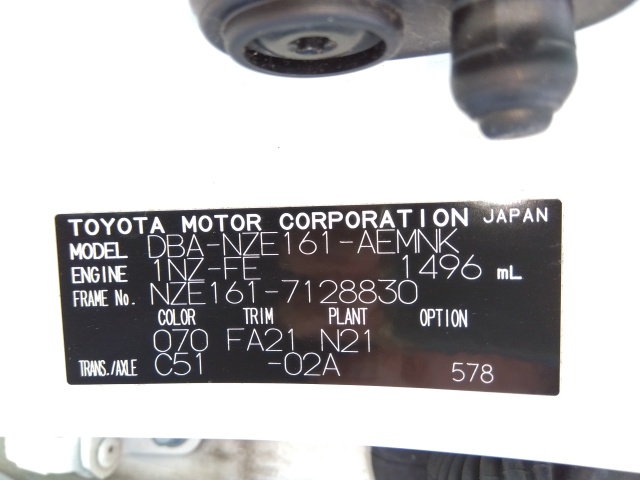 TOYOTA MOTOR CORPORATION JAPAN
MODEL DBA-NZE161-AEMNK
ENGINE 1NZ-FE 1496 mL
FRAME No. NZE161-7128830
COLOR TRIM PLANT OPTION
070 FA21 N21
TRANS./AXLE C51 -02A 578